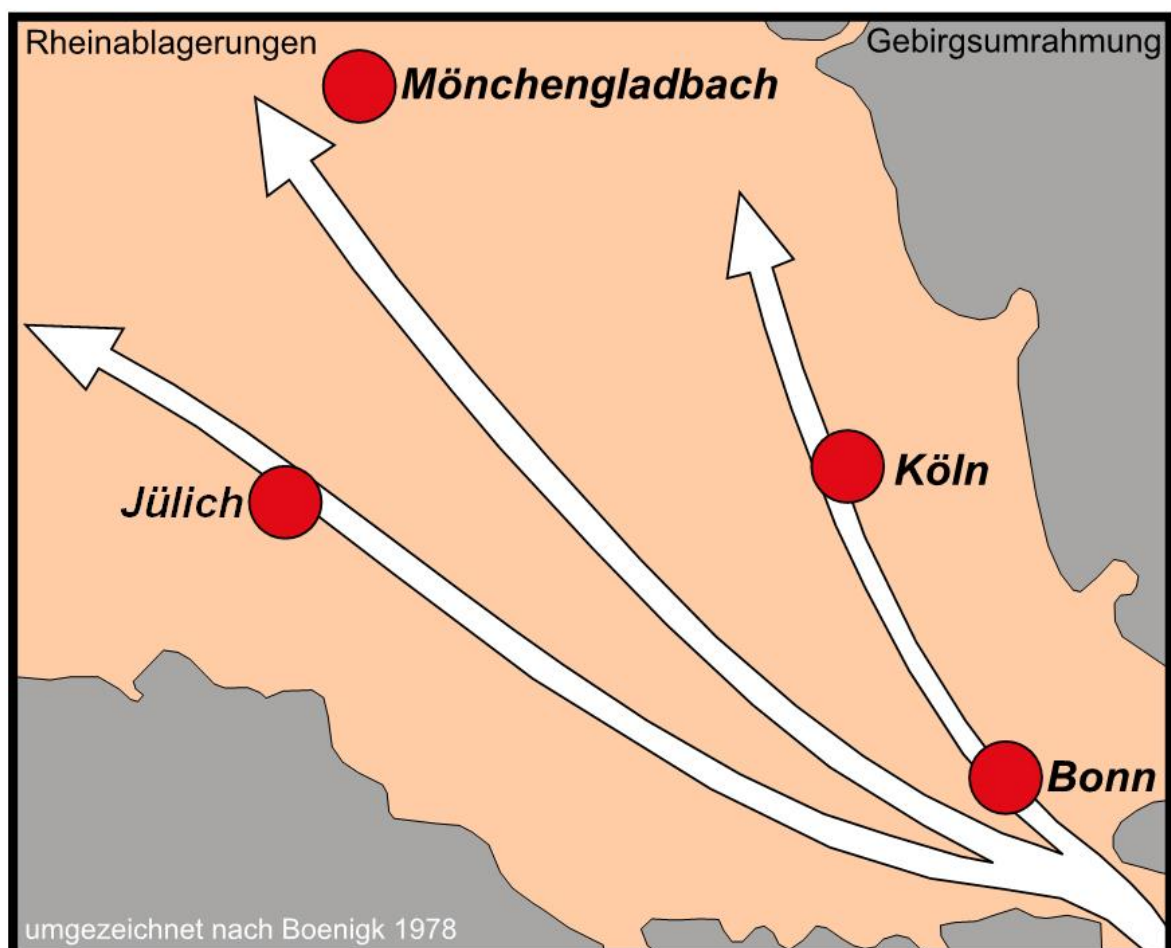 Rheinablagerungen
Gebirgsumrahmung
Mönchengladbach
Köln
Jülich
Bonn
umgezeichnet nach Boenigk 1978